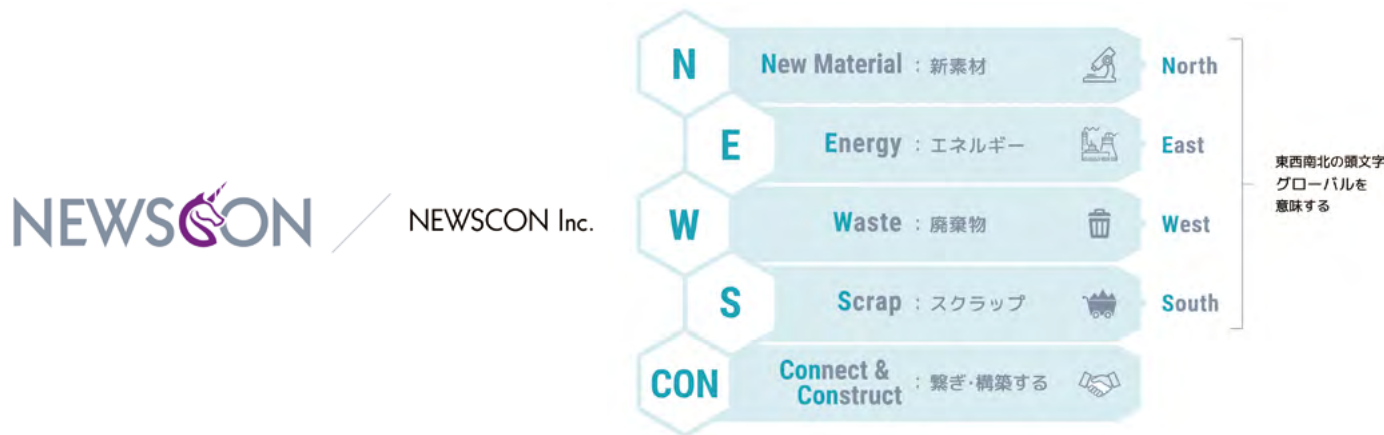 NEWSCON
NEWSCON Inc.
N
New Material : 新素材
North
E
Energy : エネルギー
East
W
Waste : 廃棄物
West
S
Scrap : スクラップ
South
CON
Connect &
Construct : 繋ぎ・構築する
東西南北の頭文字
グローバルを
意味する